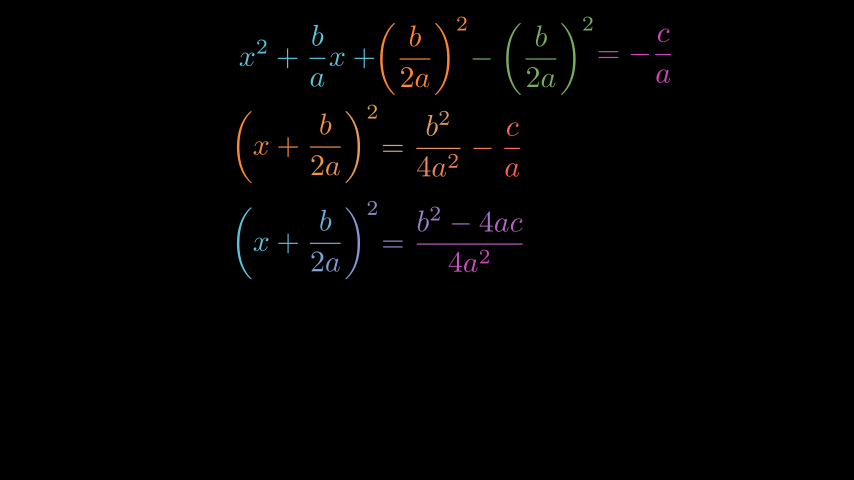 x² + b/a x + (b/2a)² − (b/2a)² = − c/a
(x + b/2a)² = b²/4a² − c/a
(x + b/2a)² = b² − 4ac/4a²